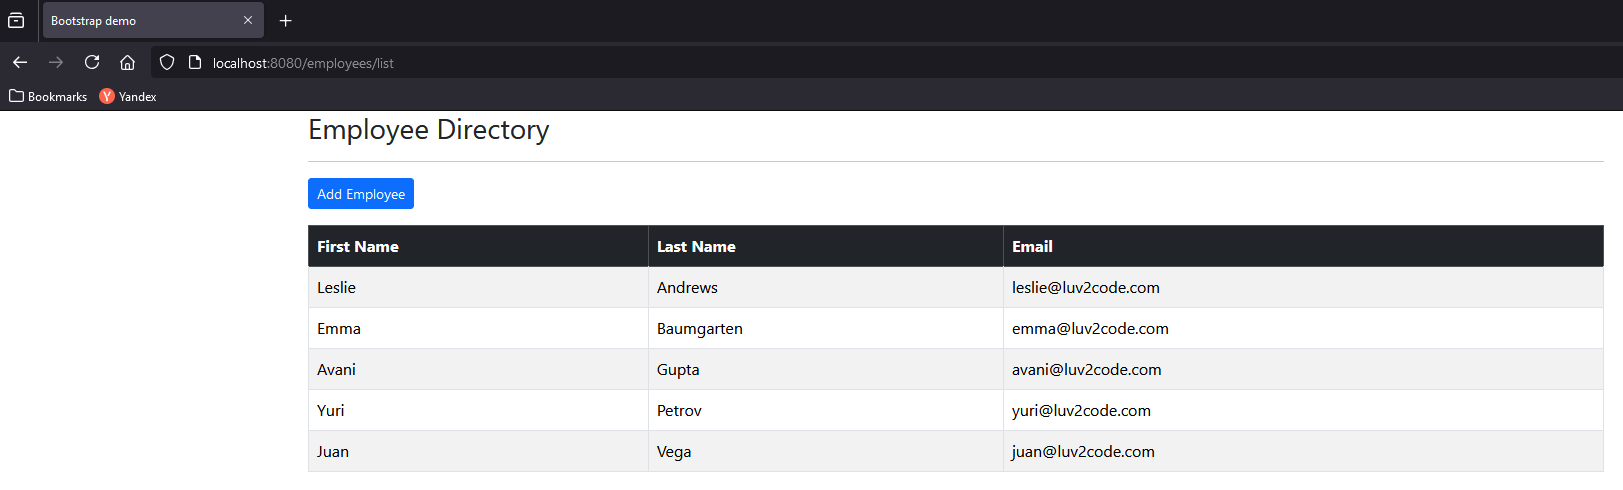 Bootstrap demo
localhost:8080/employees/list
Bookmarks Y Yandex
Employee Directory
Add Employee
First Name Last Name Email
Leslie Andrews leslie@luv2code.com
Emma Baumgarten emma@luv2code.com
Avani Gupta avani@luv2code.com
Yuri Petrov yuri@luv2code.com
Juan Vega juan@luv2code.com